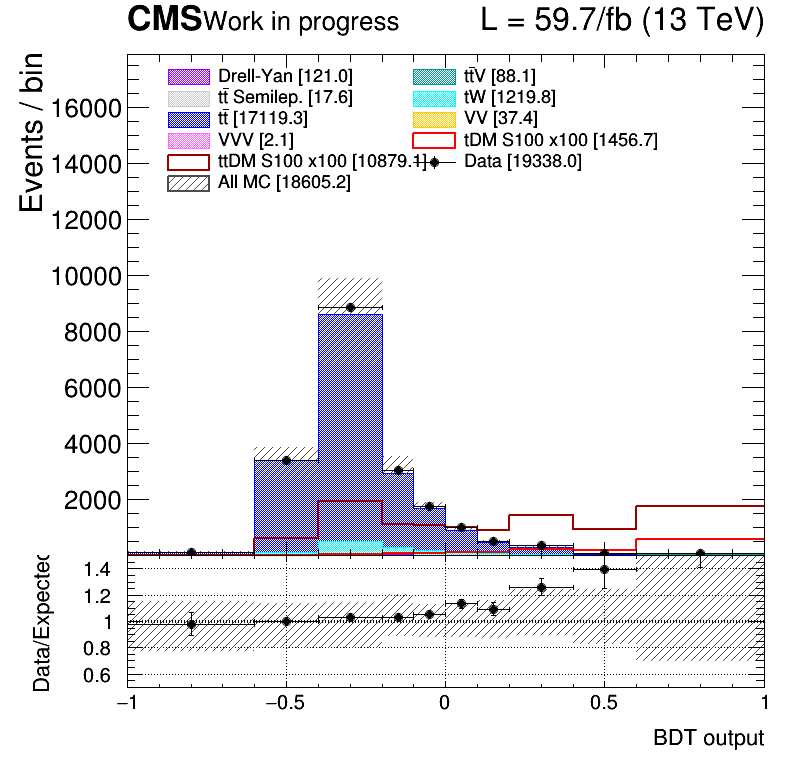 CMS Work in progress L = 59.7/fb (13 TeV)
Events / bin
Drell-Yan [121.0] tt̄V [88.1]
tt̄ Semilep. [17.6] tW [1219.8]
tt̄ [17119.3] VV [37.4]
VVV [2.1] tDM S100 x100 [1456.7]
ttDM S100 x100 [10879.1] Data [19338.0]
All MC [18605.2]
16000
14000
12000
10000
8000
6000
4000
2000
Data/Expected
1.4
1.2
1
0.8
0.6
−1 −0.5 0 0.5 1
BDT output